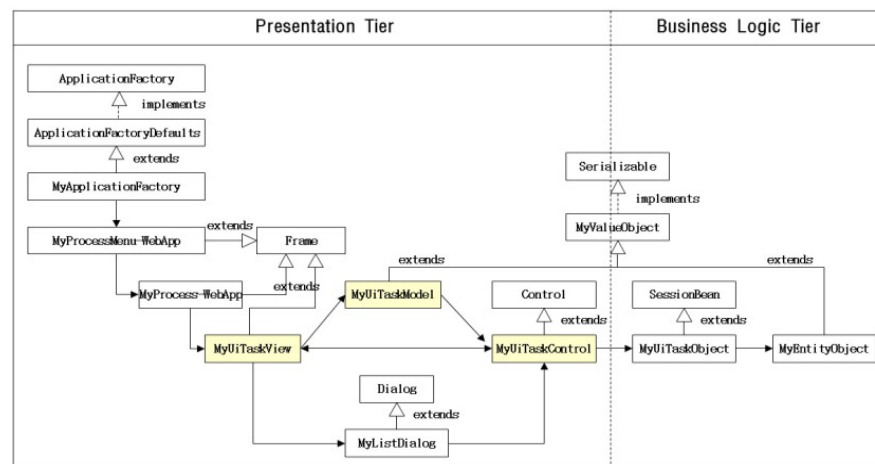 Presentation Tier
Business Logic Tier
ApplicationFactory
implements
ApplicationFactoryDefaults
extends
MyApplicationFactory
Serializable
implements
MyValueObject
extends
MyProcessMenu-WebApp
Frame
extends
extends
MyProcess-WebApp
extends
MyUiTaskModel
Control
SessionBean
extends
extends
MyUiTaskView
MyUiTaskControl
MyUiTaskObject
MyEntityObject
Dialog
extends
MyListDialog